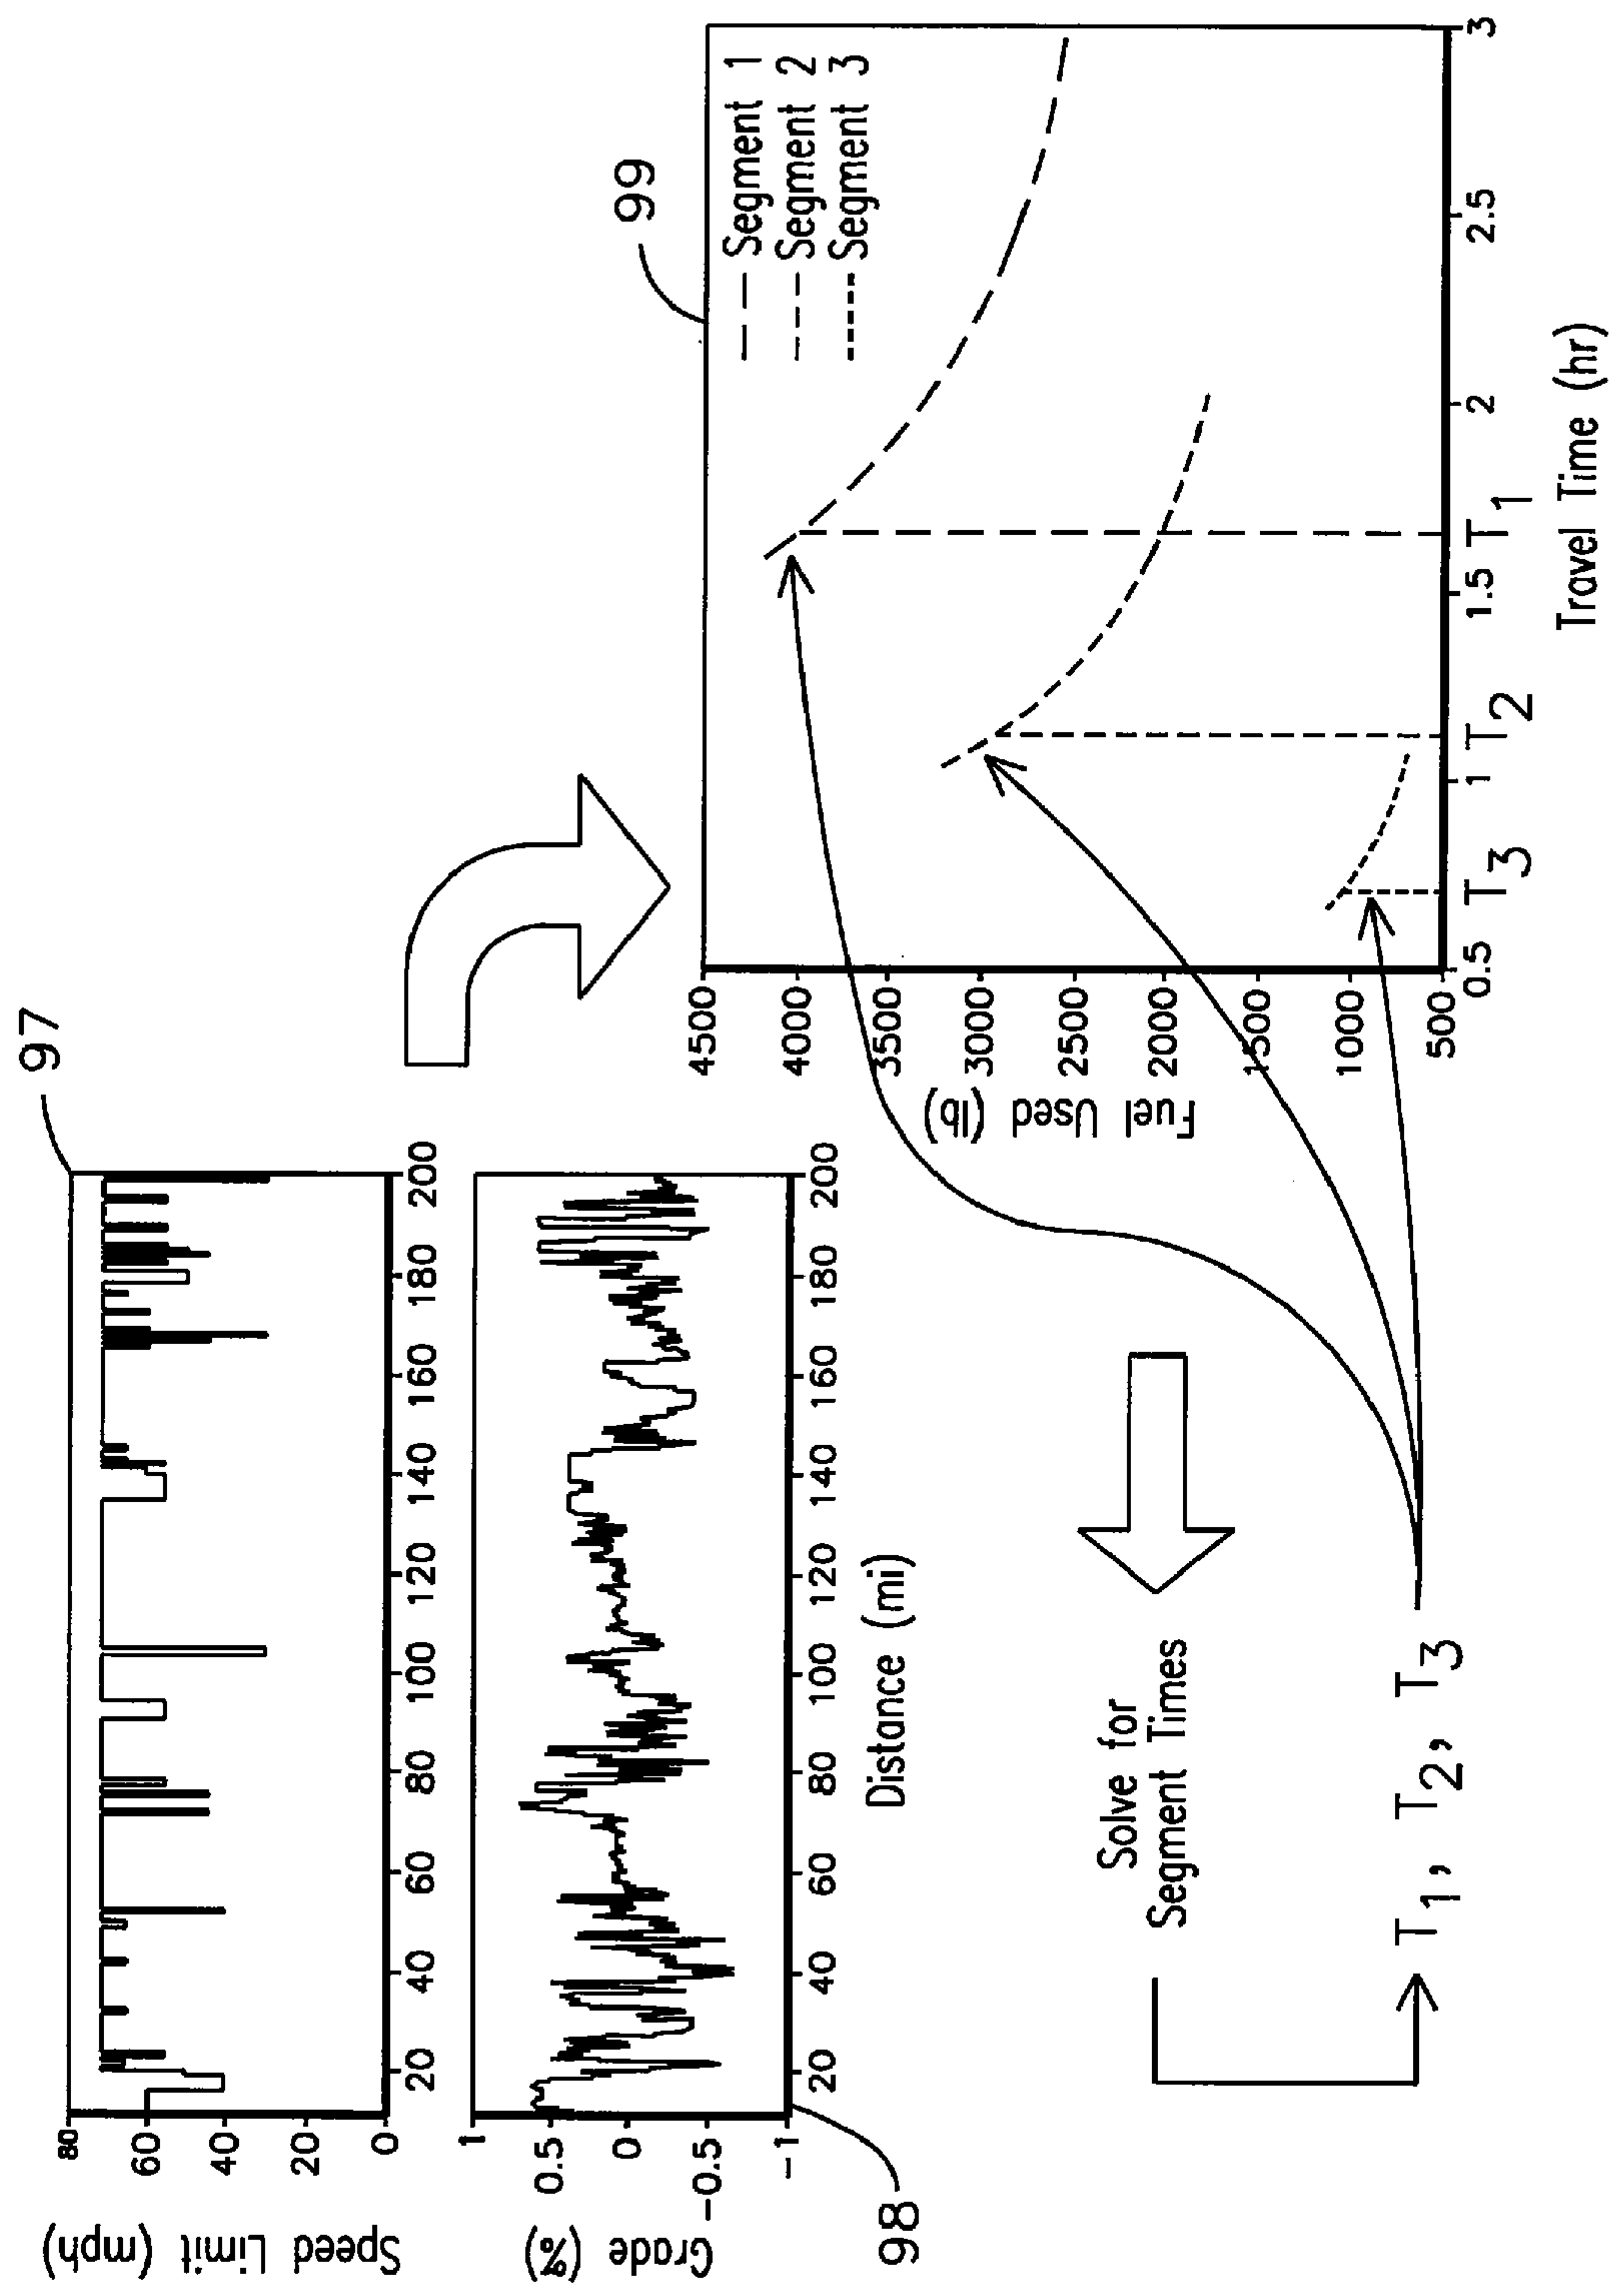 97
Speed Limit (mph)
80
60
40
20
0
20 40 60 80 100 120 140 160 180 200
Grade (%)
1
0.5
0
-0.5
-1
20 40 60 80 100 120 140 160 180 200
Distance (mi)
98
99
Fuel Used (lb)
4500
4000
3500
3000
2500
2000
1500
1000
500
Segment 1
Segment 2
Segment 3
0.5 T3 1 T2 1.5 T1 2 2.5 3
Travel Time (hr)
Solve for
Segment Times
T1, T2, T3